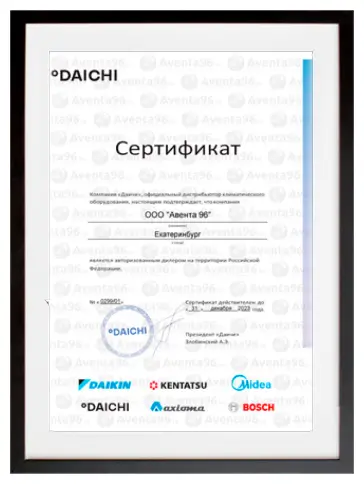 DAICHI
Сертификат
Компания «Даичи», официальный дистрибьютор климатического
оборудования, настоящим подтверждает, что компания
ООО "Авента 96"
Екатеринбург
является авторизованным дилером на территории Российской
Федерации.
№ «0299/01»
Сертификат действителен до
« 31 » декабря 2023 года
DAICHI
Президент «Даичи»
Злобинский А.Э.
DAIKIN KENTATSU Midea
DAICHI axioma BOSCH